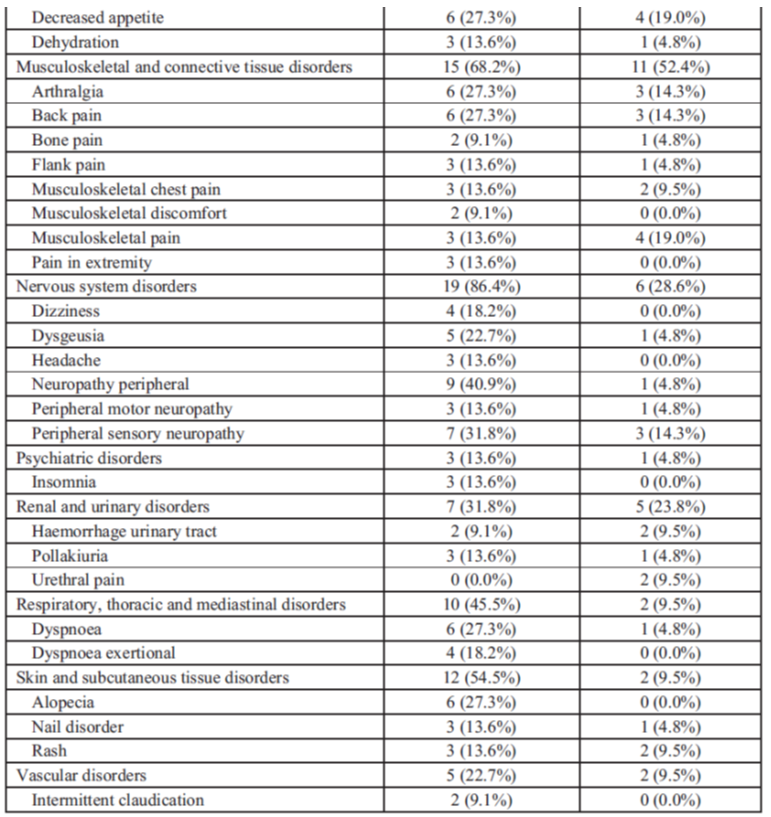 Decreased appetite 6 (27.3%) 4 (19.0%)
Dehydration 3 (13.6%) 1 (4.8%)
Musculoskeletal and connective tissue disorders 15 (68.2%) 11 (52.4%)
Arthralgia 6 (27.3%) 3 (14.3%)
Back pain 6 (27.3%) 3 (14.3%)
Bone pain 2 (9.1%) 1 (4.8%)
Flank pain 3 (13.6%) 1 (4.8%)
Musculoskeletal chest pain 3 (13.6%) 2 (9.5%)
Musculoskeletal discomfort 2 (9.1%) 0 (0.0%)
Musculoskeletal pain 3 (13.6%) 4 (19.0%)
Pain in extremity 3 (13.6%) 0 (0.0%)
Nervous system disorders 19 (86.4%) 6 (28.6%)
Dizziness 4 (18.2%) 0 (0.0%)
Dysgeusia 5 (22.7%) 1 (4.8%)
Headache 3 (13.6%) 0 (0.0%)
Neuropathy peripheral 9 (40.9%) 1 (4.8%)
Peripheral motor neuropathy 3 (13.6%) 1 (4.8%)
Peripheral sensory neuropathy 7 (31.8%) 3 (14.3%)
Psychiatric disorders 3 (13.6%) 1 (4.8%)
Insomnia 3 (13.6%) 0 (0.0%)
Renal and urinary disorders 7 (31.8%) 5 (23.8%)
Haemorrhage urinary tract 2 (9.1%) 2 (9.5%)
Pollakiuria 3 (13.6%) 1 (4.8%)
Urethral pain 0 (0.0%) 2 (9.5%)
Respiratory, thoracic and mediastinal disorders 10 (45.5%) 2 (9.5%)
Dyspnoea 6 (27.3%) 1 (4.8%)
Dyspnoea exertional 4 (18.2%) 0 (0.0%)
Skin and subcutaneous tissue disorders 12 (54.5%) 2 (9.5%)
Alopecia 6 (27.3%) 0 (0.0%)
Nail disorder 3 (13.6%) 1 (4.8%)
Rash 3 (13.6%) 2 (9.5%)
Vascular disorders 5 (22.7%) 2 (9.5%)
Intermittent claudication 2 (9.1%) 0 (0.0%)